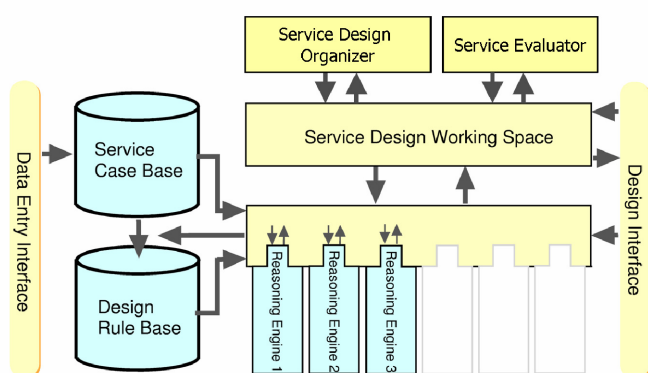 Service Design
Organizer
Service Evaluator
Data Entry Interface
Service
Case Base
Service Design Working Space
Design Interface
Design
Rule Base
Reasoning Engine 1
Reasoning Engine 2
Reasoning Engine 3